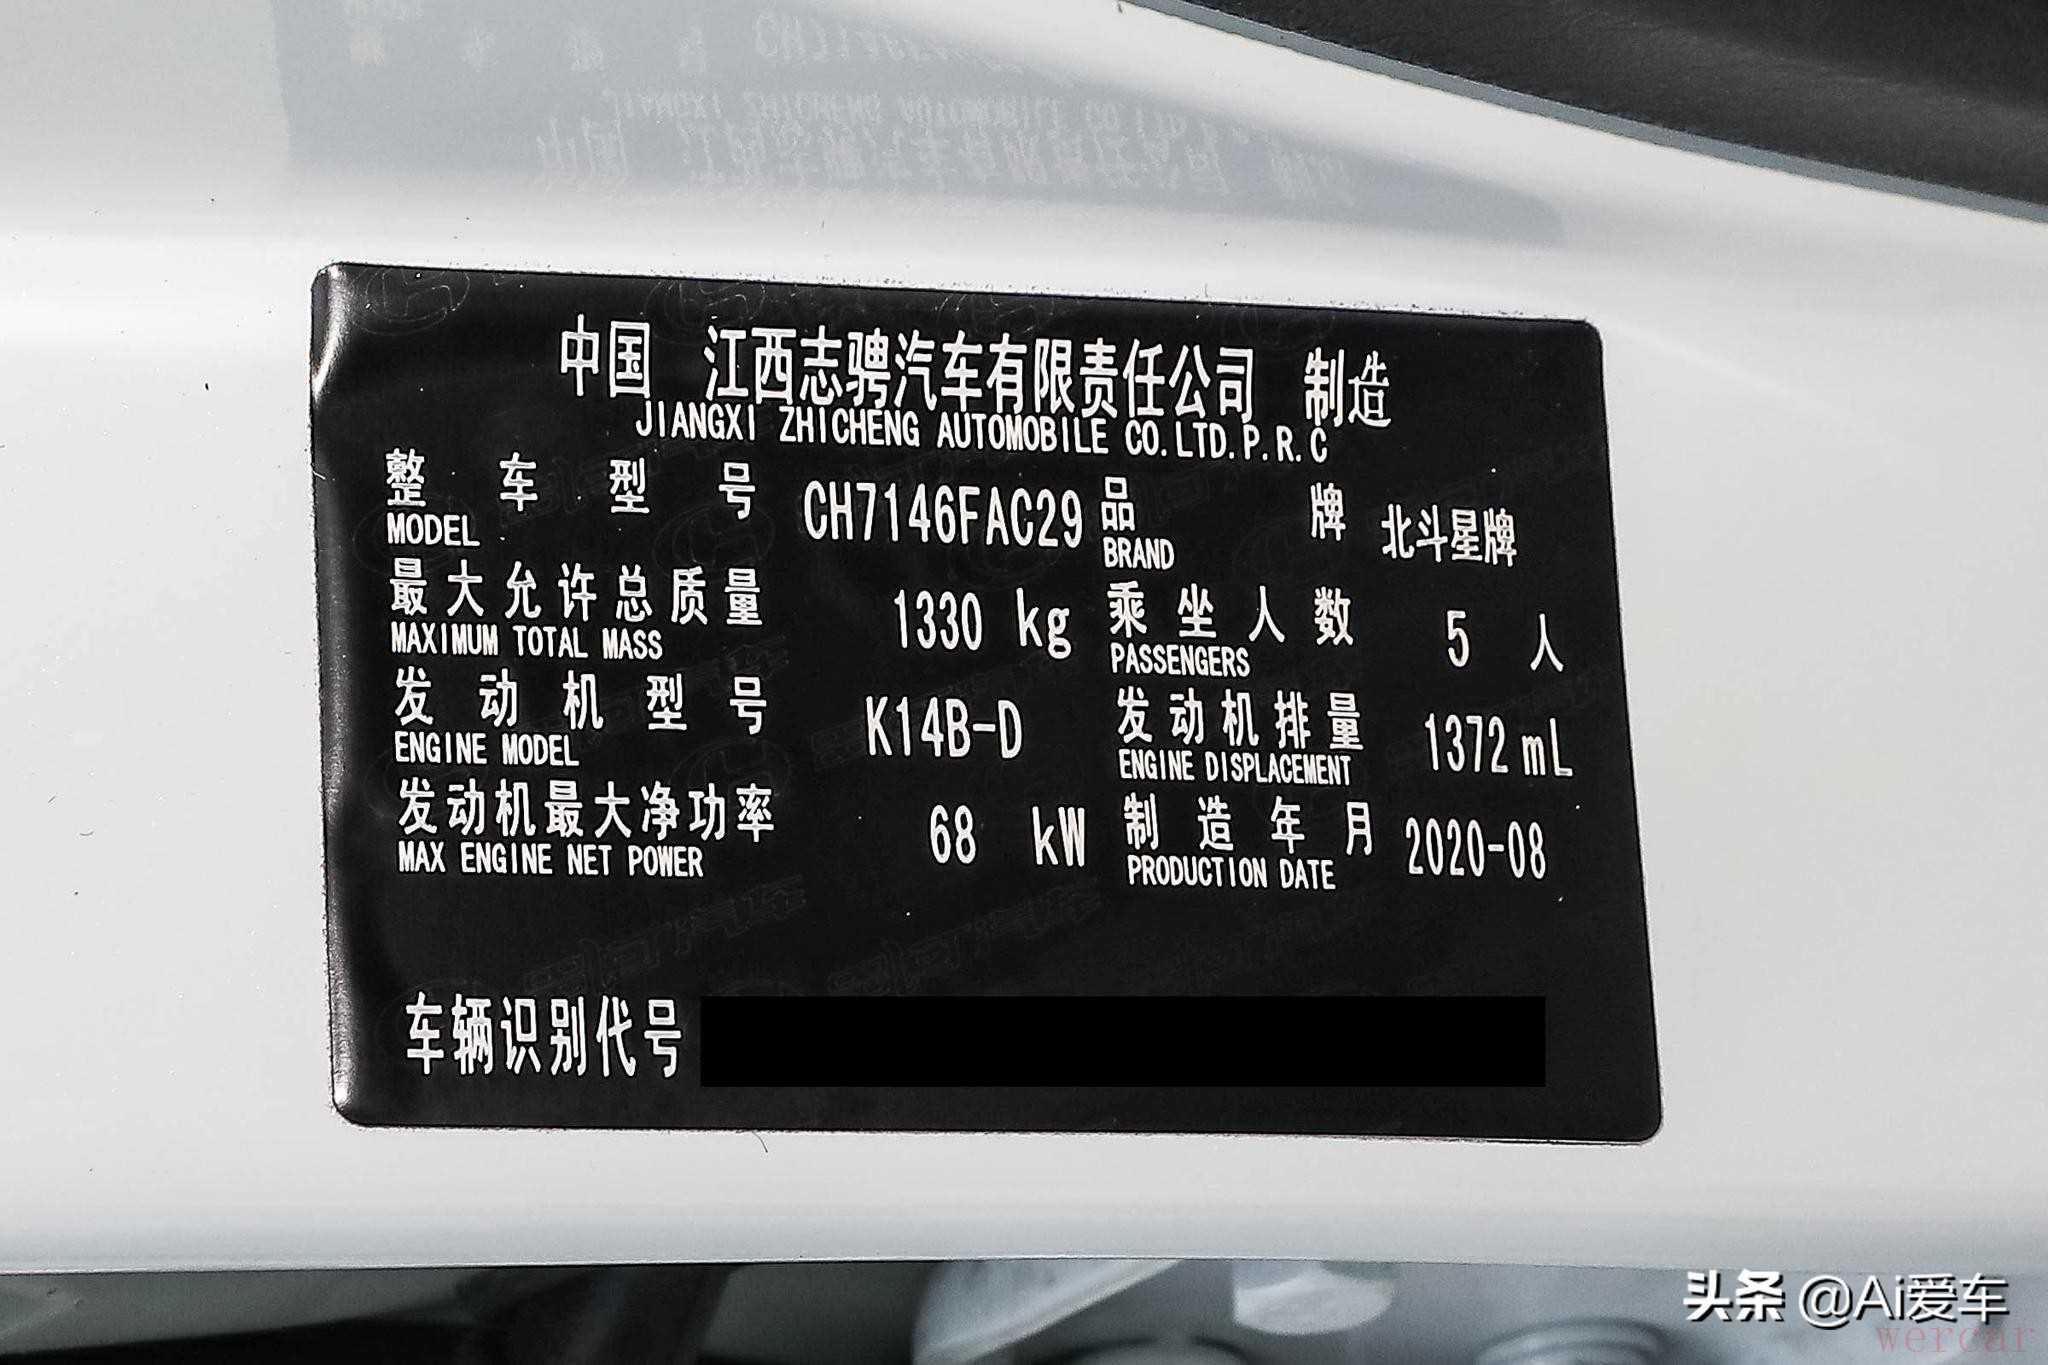 中国 江西志骋汽车有限责任公司 制造
JIANGXI ZHICHENG AUTOMOBILE CO.LTD.P.R.C
整车型号 CH7146FAC29 品牌 北斗星牌
MODEL BRAND
最大允许总质量 1330 kg 乘坐人数 5 人
MAXIMUM TOTAL MASS PASSENGERS
发动机型号 K14B-D 发动机排量 1372 mL
ENGINE MODEL ENGINE DISPLACEMENT
发动机最大净功率 68 kW 制造年月 2020-08
MAX ENGINE NET POWER PRODUCTION DATE
车辆识别代号
头条 @Ai爱车
wercar